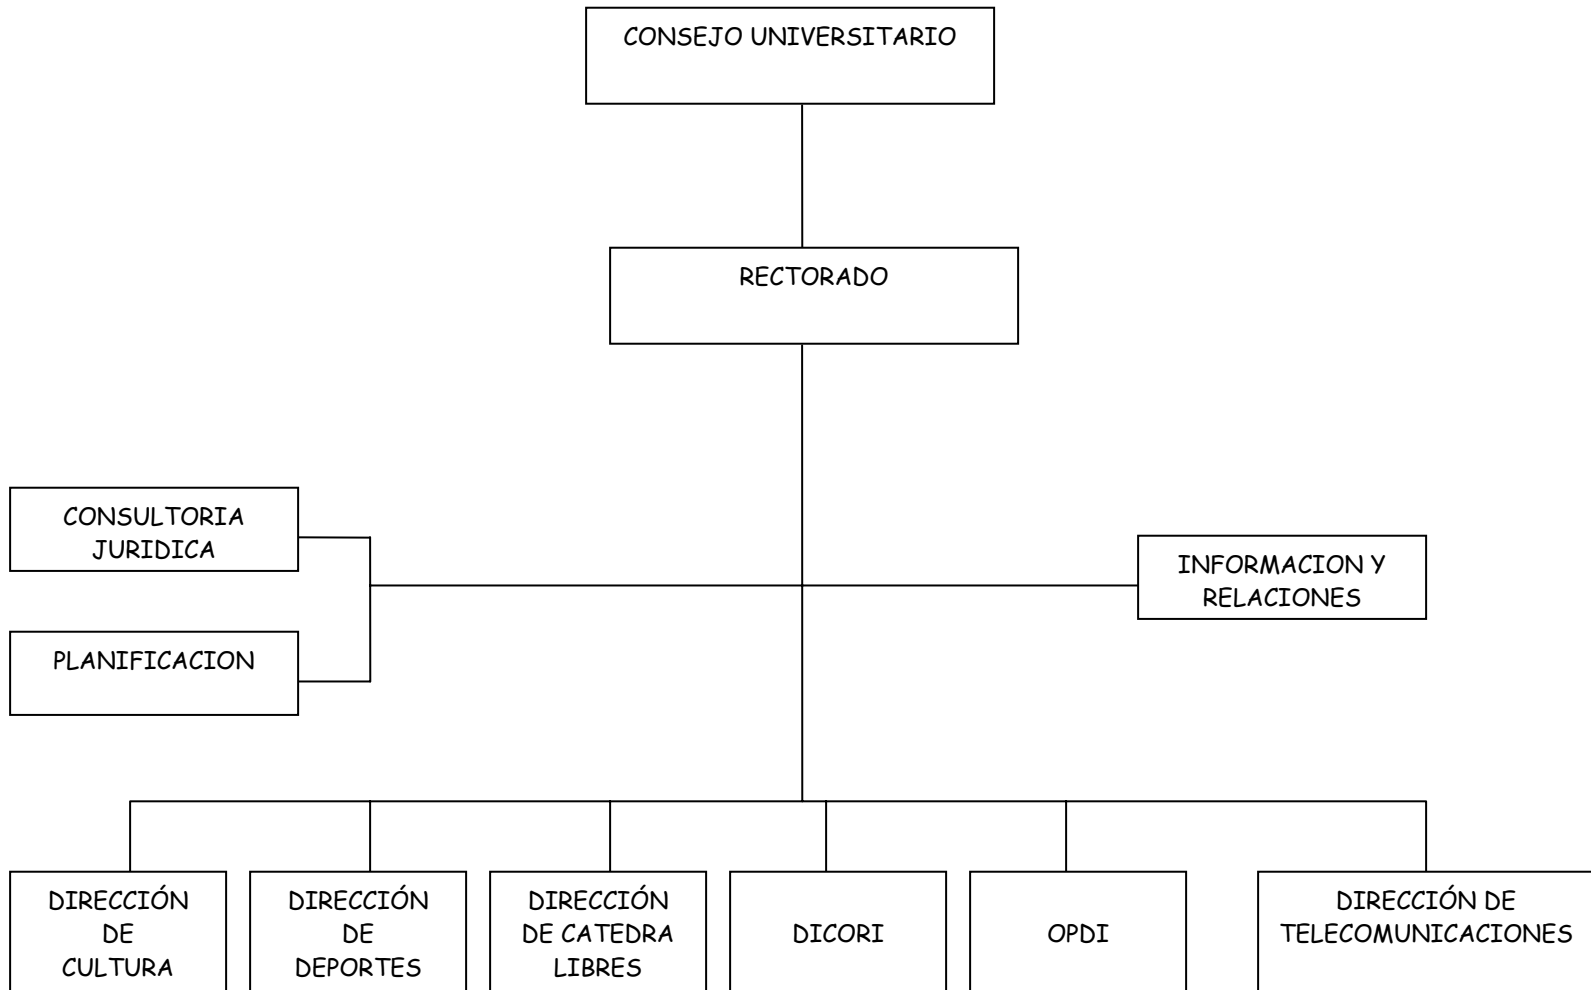 CONSEJO UNIVERSITARIO
RECTORADO
CONSULTORIA
JURIDICA
INFORMACION Y
RELACIONES
PLANIFICACION
DIRECCIÓN
DE
CULTURA
DIRECCIÓN
DE
DEPORTES
DIRECCIÓN
DE CATEDRA
LIBRES
DICORI
OPDI
DIRECCIÓN DE
TELECOMUNICACIONES